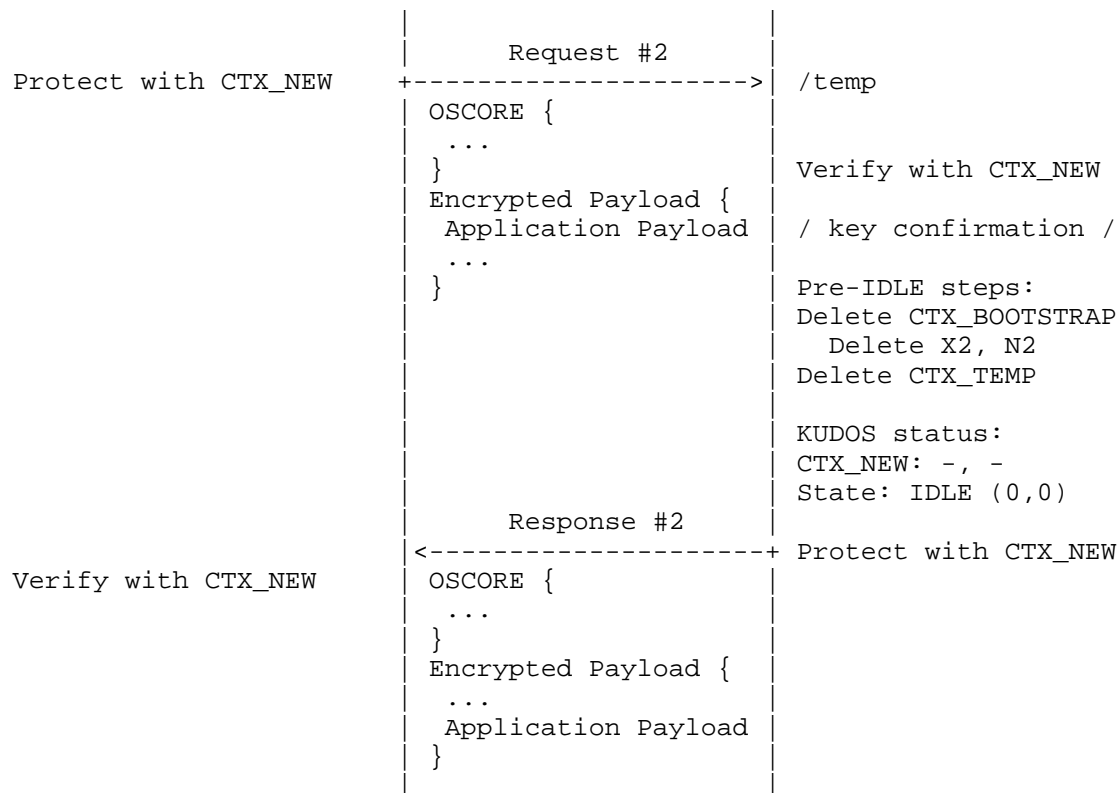 Request #2
Protect with CTX_NEW +--------------------->| /temp
| OSCORE {
| ...
| } | Verify with CTX_NEW
| Encrypted Payload {
| Application Payload | / key confirmation /
| ...
| } | Pre-IDLE steps:
| Delete CTX_BOOTSTRAP
| Delete X2, N2
| Delete CTX_TEMP
| KUDOS status:
| CTX_NEW: -, -
| State: IDLE (0,0)
Response #2
|<---------------------+ Protect with CTX_NEW
Verify with CTX_NEW | OSCORE {
| ...
| }
| Encrypted Payload {
| ...
| Application Payload |
| }